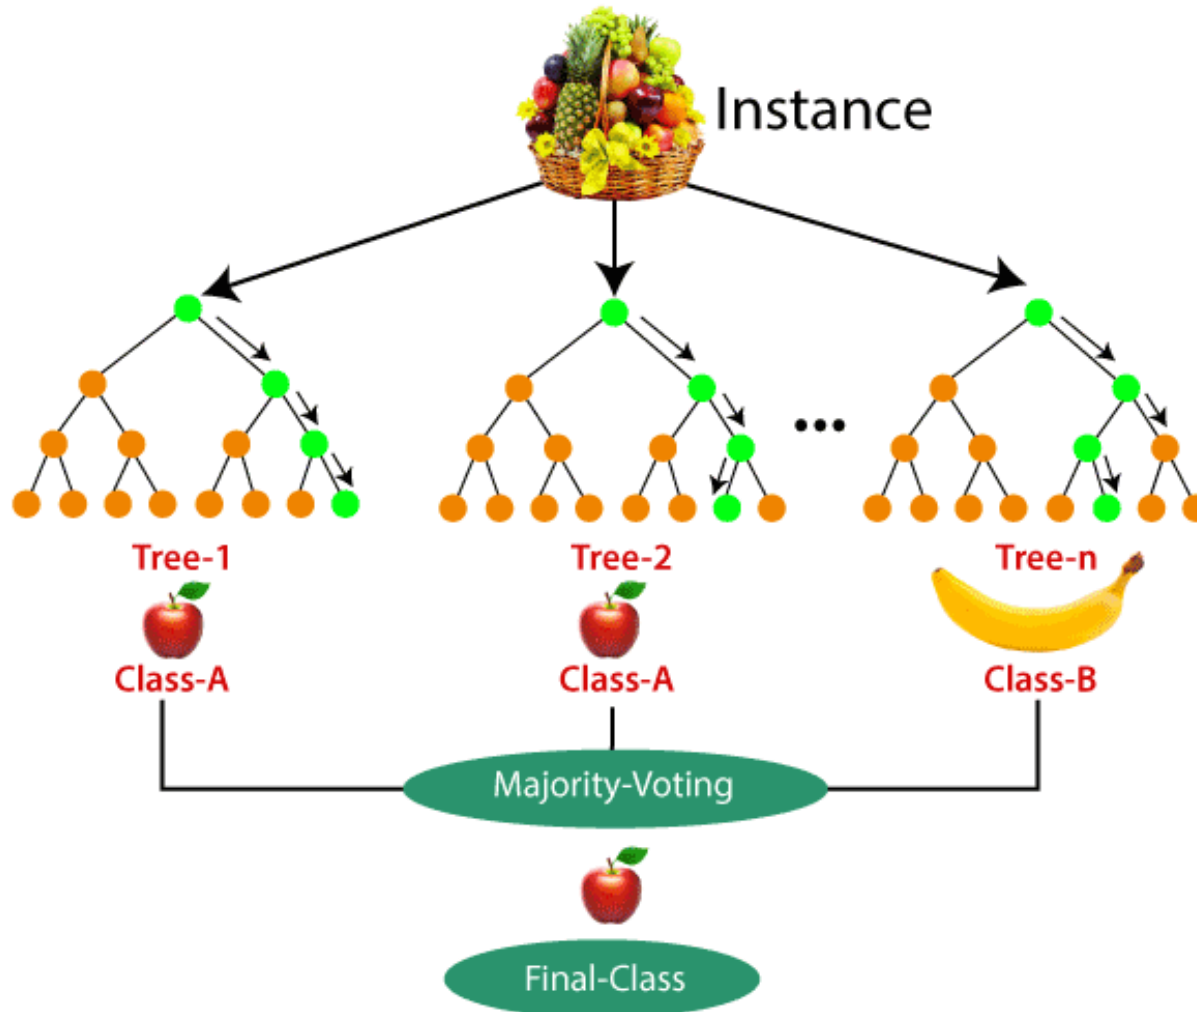 Instance
...
Tree-1
Tree-2
Tree-n
Class-A
Class-A
Class-B
Majority-Voting
Final-Class